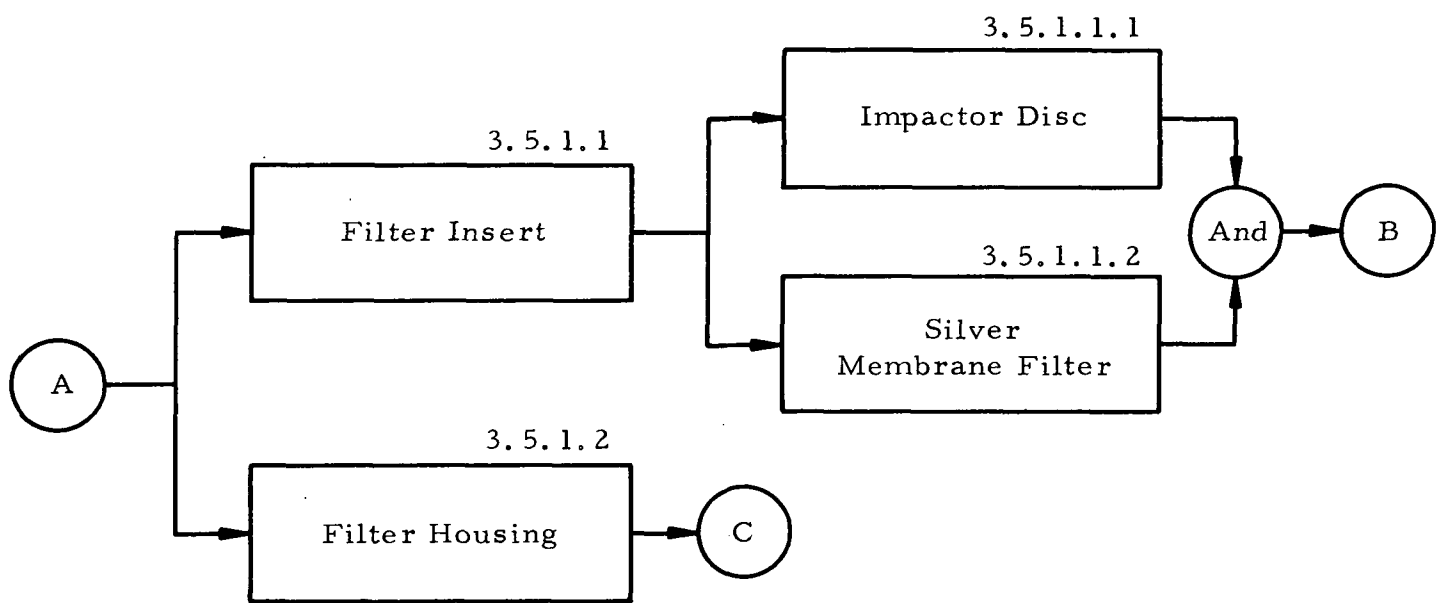 3.5.1.1.1
Impactor Disc
3.5.1.1
Filter Insert
And
B
3.5.1.1.2
Silver
Membrane Filter
A
3.5.1.2
Filter Housing
C